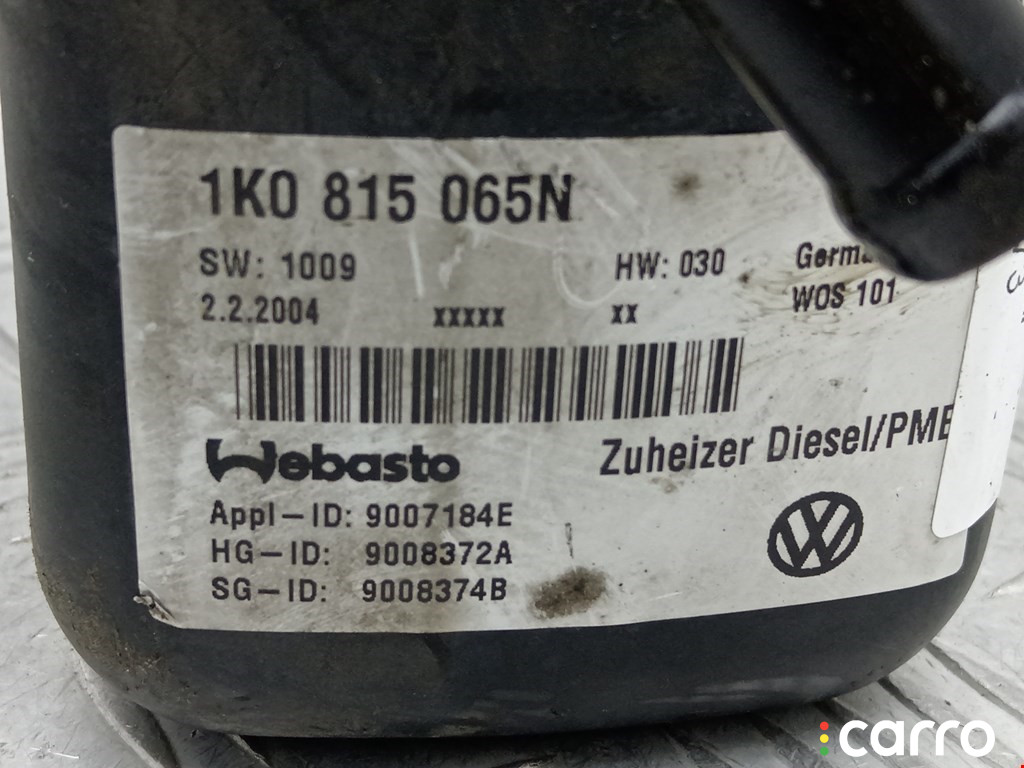 1K0 815 065N
SW: 1009 HW: 030
2.2.2004 xxxxx xx WOS 101
Webasto Zuheizer Diesel/PME
Appl-ID: 9007184E
HG-ID: 9008372A
SG-ID: 9008374B
carro